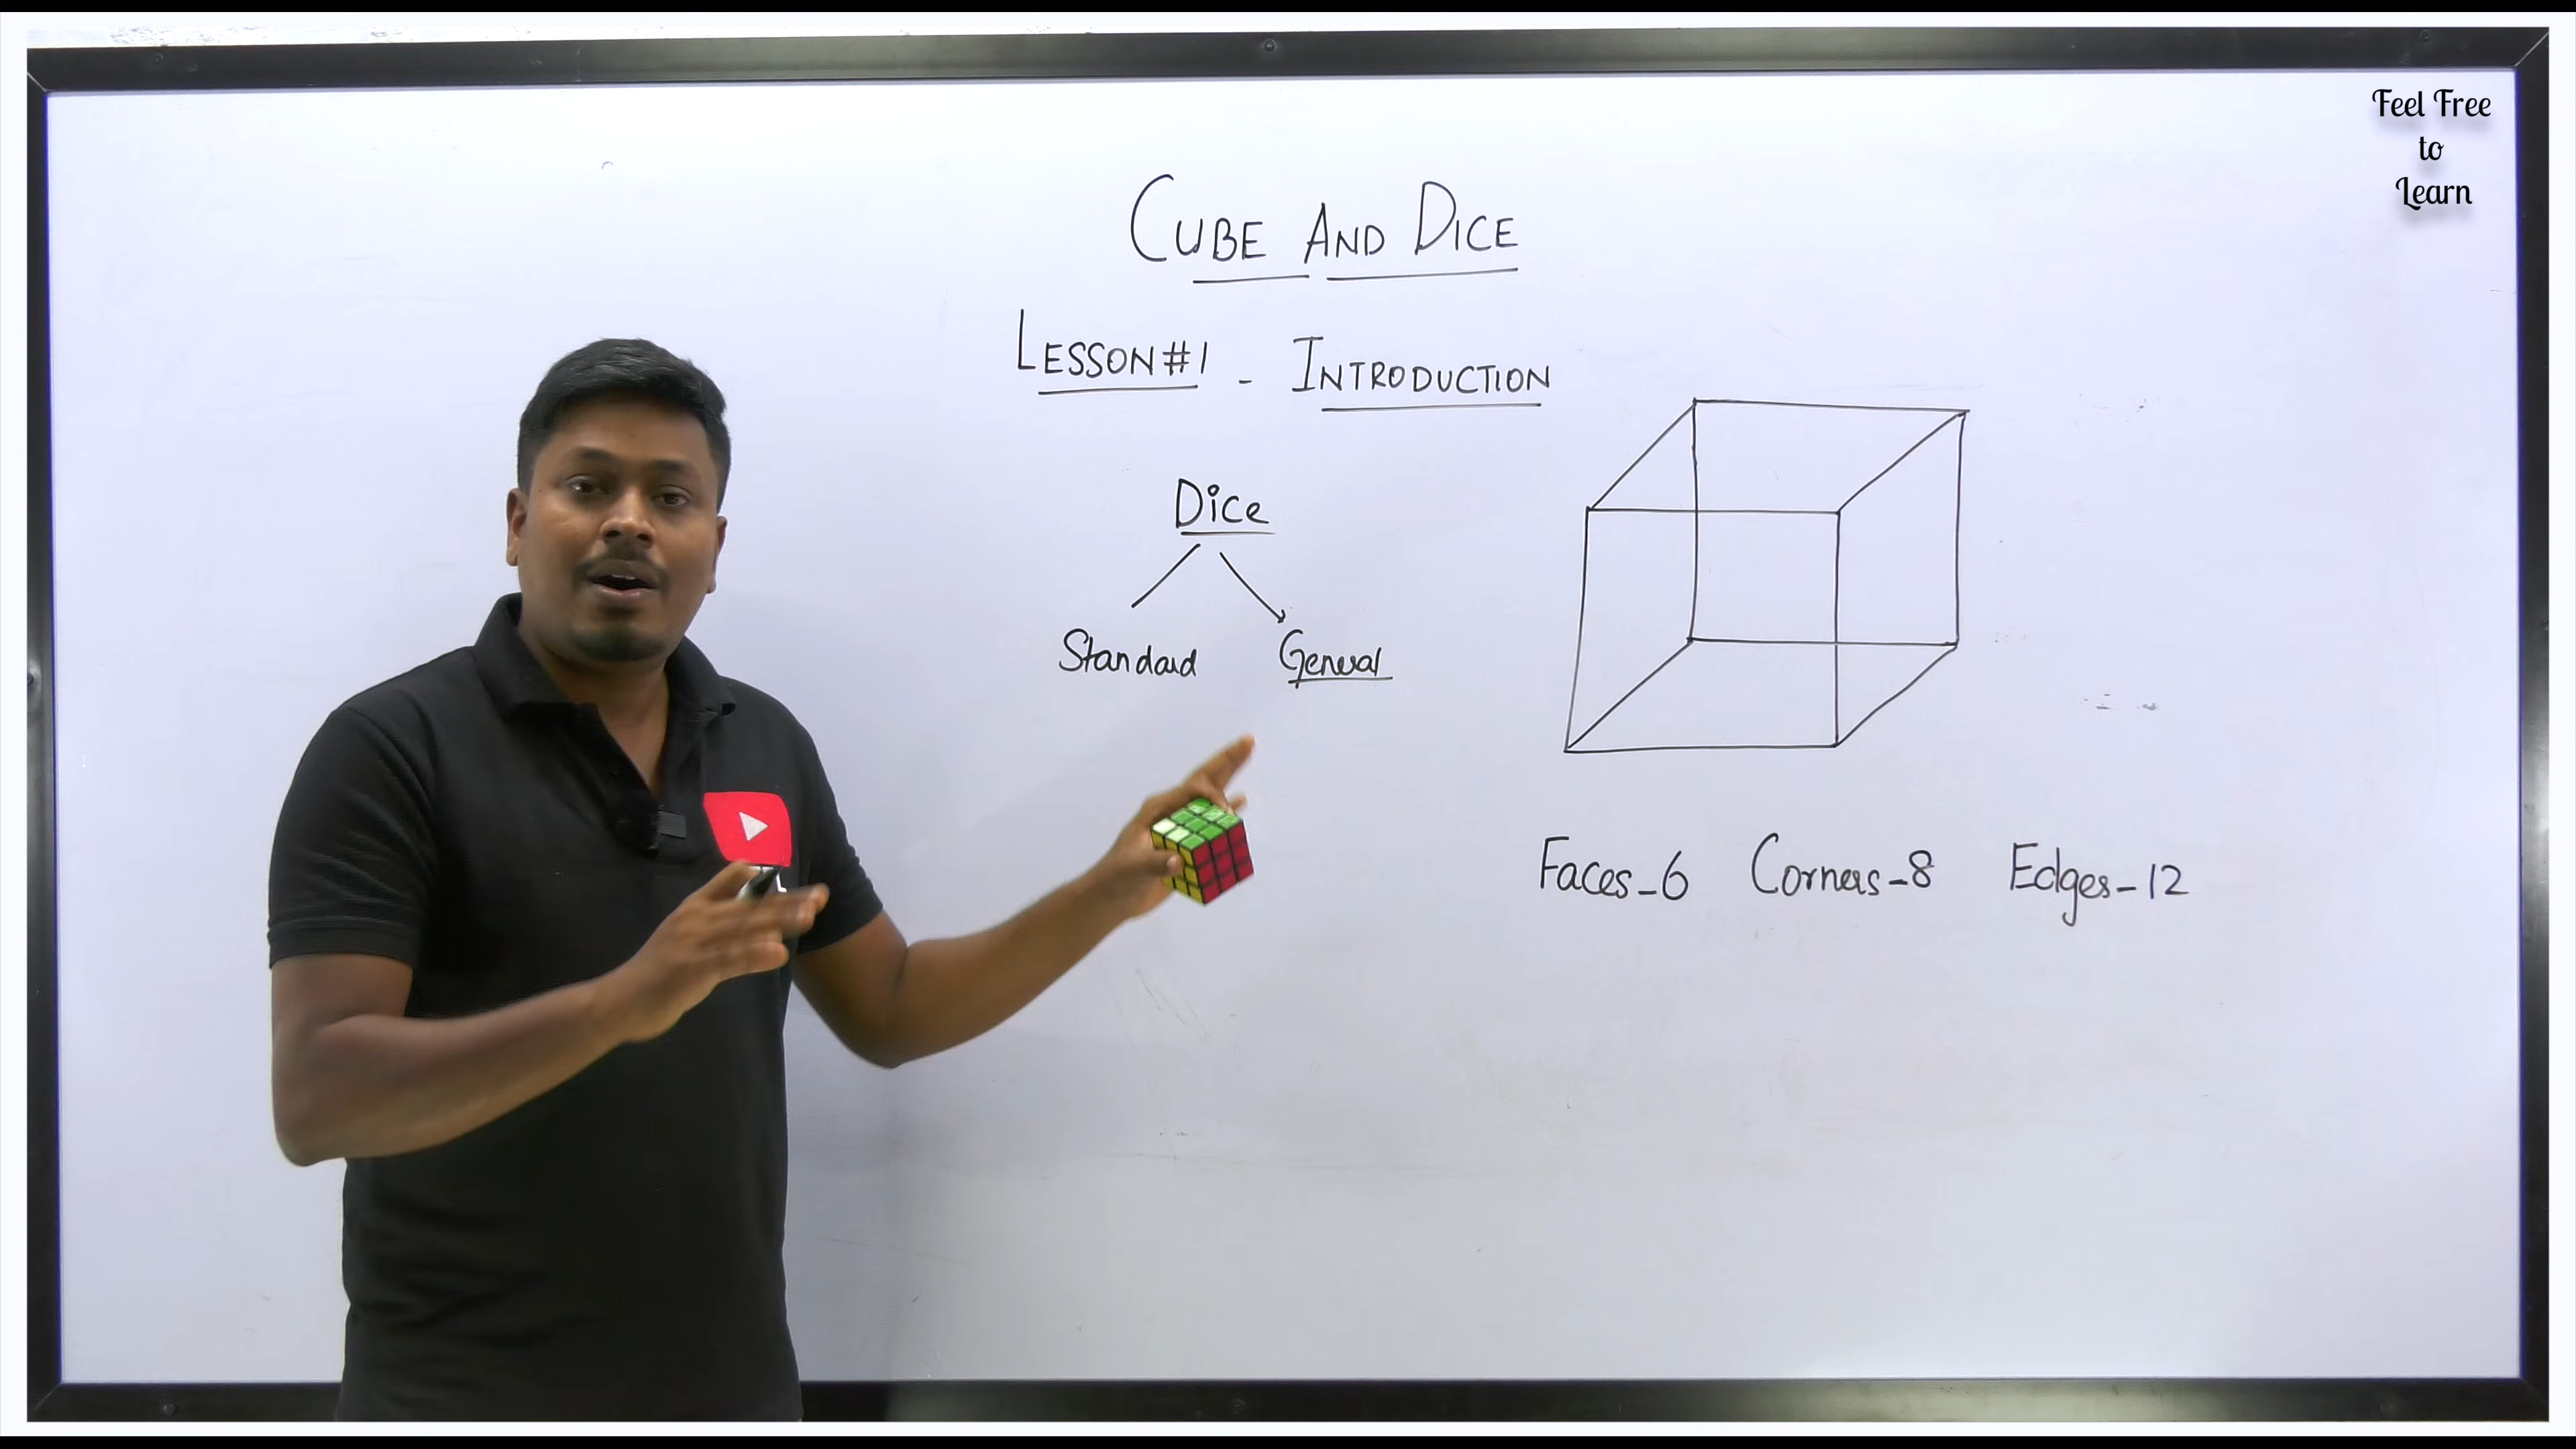 Feel Free
to
Learn
CUBE AND DICE
LESSON#1 - INTRODUCTION
Dice
Standard General
Faces-6 Corners-8 Edges-12